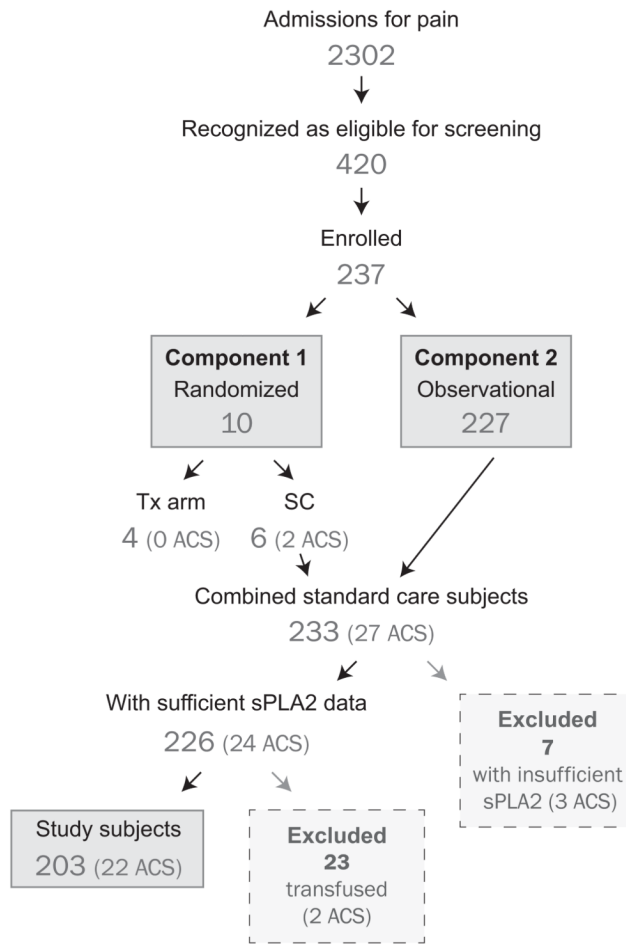 Admissions for pain
2302
Recognized as eligible for screening
420
Enrolled
237
Component 1
Randomized
10
Component 2
Observational
227
Tx arm
4 (0 ACS)
SC
6 (2 ACS)
Combined standard care subjects
233 (27 ACS)
With sufficient sPLA2 data
226 (24 ACS)
Excluded
7
with insufficient
sPLA2 (3 ACS)
Study subjects
203 (22 ACS)
Excluded
23
transfused
(2 ACS)